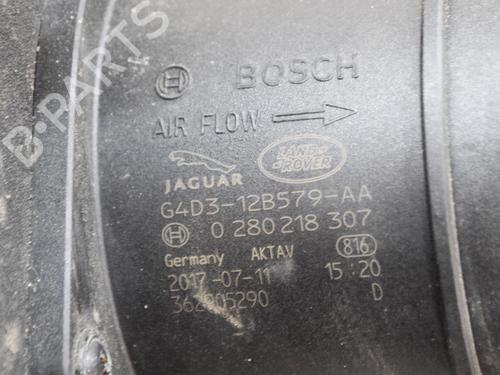 B-PARTS
BOSCH
AIR FLOW
JAGUAR
LAND ROVER
G4D3-12B579-AA
0 280 218 307
Germany AKTAV 816
2017-07-11 15:20
362805290 D